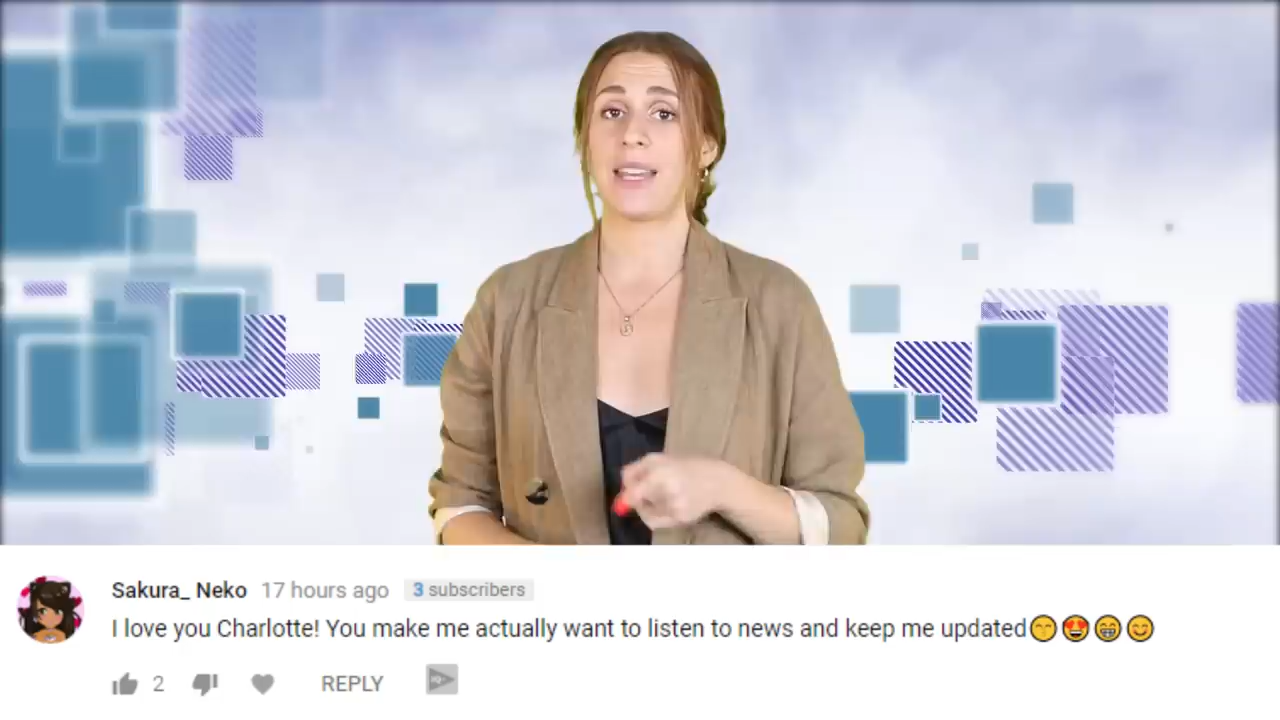 Sakura_ Neko 17 hours ago 3 subscribers
I love you Charlotte! You make me actually want to listen to news and keep me updated😙😍😁😊
2 REPLY